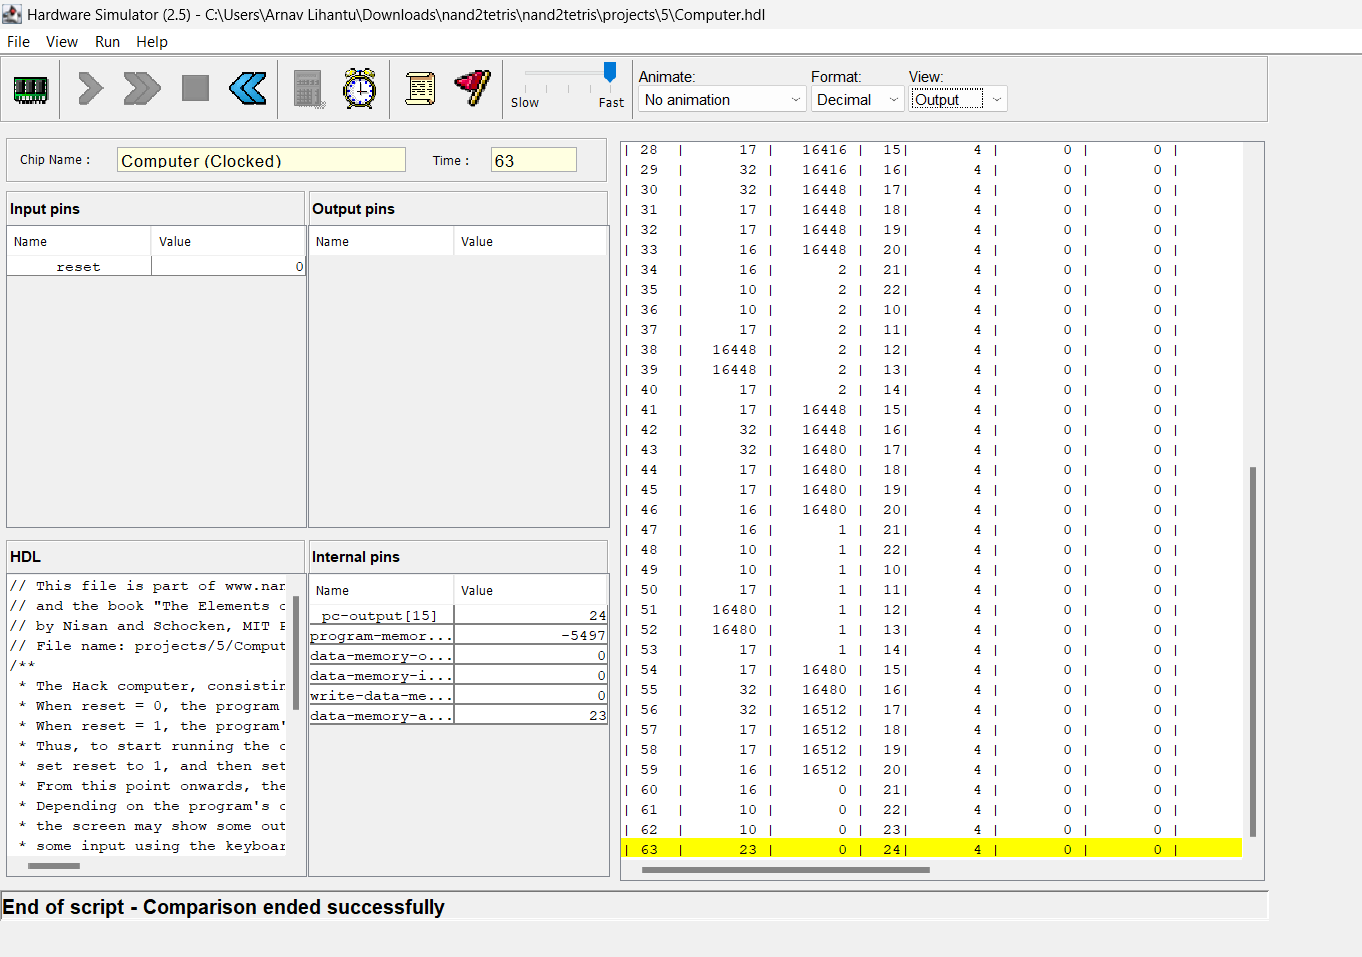 Hardware Simulator (2.5) - C:\Users\Arnav Lihantu\Downloads\nand2tetris\nand2tetris\projects\5\Computer.hdl
File View Run Help
Slow Fast
Animate: Format: View:
No animation Decimal Output
Chip Name : Computer (Clocked) Time : 63
Input pins
Name Value
reset 0
Output pins
Name Value
HDL
// This file is part of www.nan
// and the book "The Elements o
// by Nisan and Schocken, MIT P
// File name: projects/5/Comput
/**
* The Hack computer, consistin
* When reset = 0, the program
* When reset = 1, the program'
* Thus, to start running the c
* set reset to 1, and then set
* From this point onwards, the
* Depending on the program's c
* the screen may show some out
* some input using the keyboar
Internal pins
Name Value
pc-output[15] 24
program-memor... -5497
data-memory-o... 0
data-memory-i... 0
write-data-me... 0
data-memory-a... 23
| 28 | 17 | 16416 | 15| 4 | 0 | 0 |
| 29 | 32 | 16416 | 16| 4 | 0 | 0 |
| 30 | 32 | 16448 | 17| 4 | 0 | 0 |
| 31 | 17 | 16448 | 18| 4 | 0 | 0 |
| 32 | 17 | 16448 | 19| 4 | 0 | 0 |
| 33 | 16 | 16448 | 20| 4 | 0 | 0 |
| 34 | 16 | 2 | 21| 4 | 0 | 0 |
| 35 | 10 | 2 | 22| 4 | 0 | 0 |
| 36 | 10 | 2 | 10| 4 | 0 | 0 |
| 37 | 17 | 2 | 11| 4 | 0 | 0 |
| 38 | 16448 | 2 | 12| 4 | 0 | 0 |
| 39 | 16448 | 2 | 13| 4 | 0 | 0 |
| 40 | 17 | 2 | 14| 4 | 0 | 0 |
| 41 | 17 | 16448 | 15| 4 | 0 | 0 |
| 42 | 32 | 16448 | 16| 4 | 0 | 0 |
| 43 | 32 | 16480 | 17| 4 | 0 | 0 |
| 44 | 17 | 16480 | 18| 4 | 0 | 0 |
| 45 | 17 | 16480 | 19| 4 | 0 | 0 |
| 46 | 16 | 16480 | 20| 4 | 0 | 0 |
| 47 | 16 | 1 | 21| 4 | 0 | 0 |
| 48 | 10 | 1 | 22| 4 | 0 | 0 |
| 49 | 10 | 1 | 10| 4 | 0 | 0 |
| 50 | 17 | 1 | 11| 4 | 0 | 0 |
| 51 | 16480 | 1 | 12| 4 | 0 | 0 |
| 52 | 16480 | 1 | 13| 4 | 0 | 0 |
| 53 | 17 | 1 | 14| 4 | 0 | 0 |
| 54 | 17 | 16480 | 15| 4 | 0 | 0 |
| 55 | 32 | 16480 | 16| 4 | 0 | 0 |
| 56 | 32 | 16512 | 17| 4 | 0 | 0 |
| 57 | 17 | 16512 | 18| 4 | 0 | 0 |
| 58 | 17 | 16512 | 19| 4 | 0 | 0 |
| 59 | 16 | 16512 | 20| 4 | 0 | 0 |
| 60 | 16 | 0 | 21| 4 | 0 | 0 |
| 61 | 10 | 0 | 22| 4 | 0 | 0 |
| 62 | 10 | 0 | 23| 4 | 0 | 0 |
| 63 | 23 | 0 | 24| 4 | 0 | 0 |
End of script - Comparison ended successfully